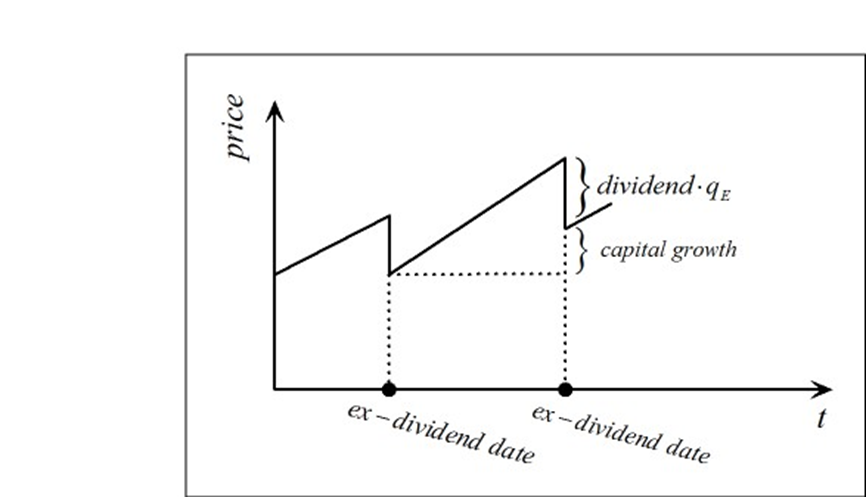 price
dividend · q_E
capital growth
t
ex–dividend date
ex–dividend date